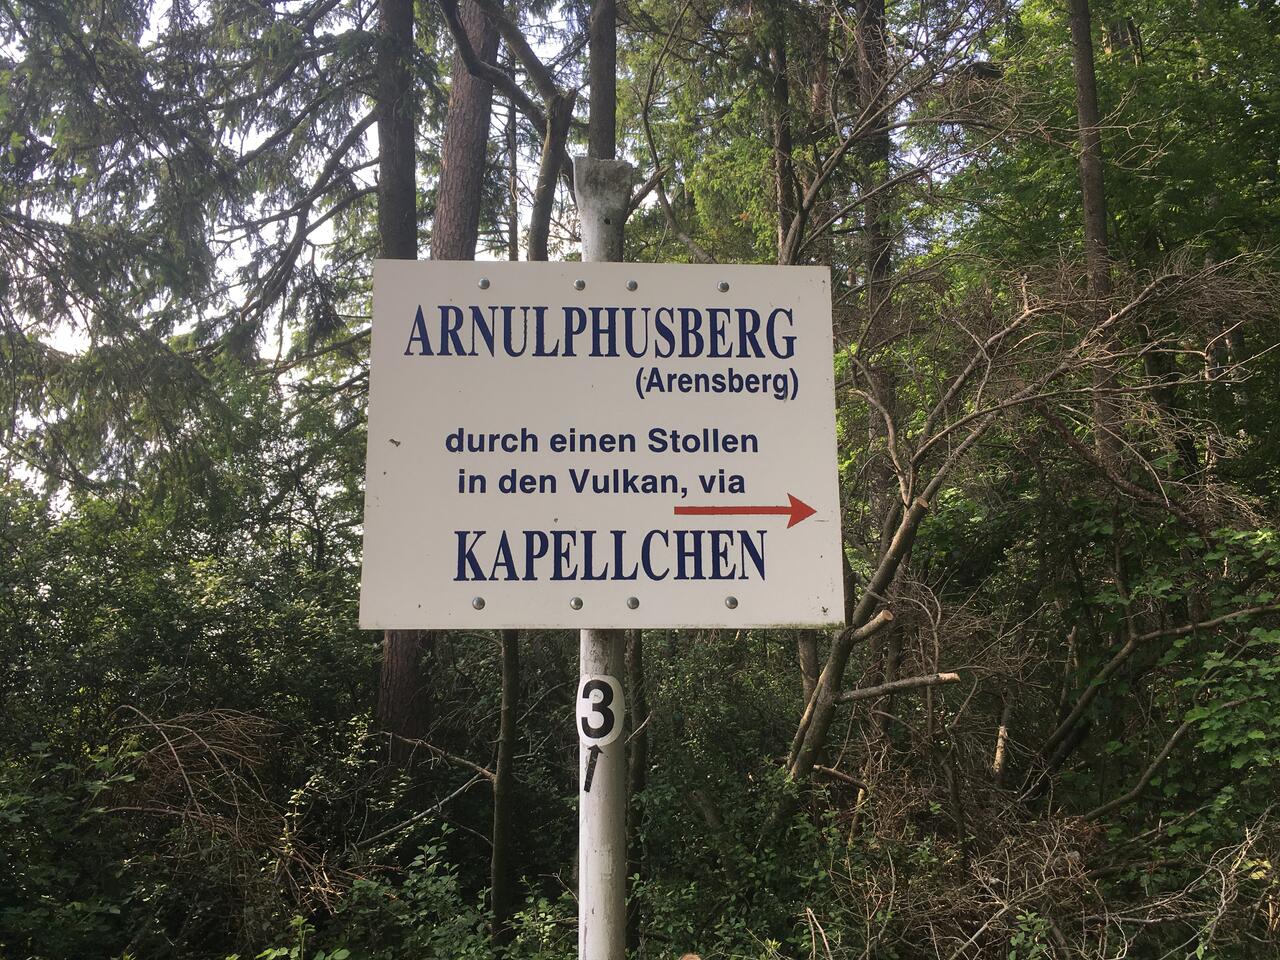 ARNULPHUSBERG
(Arensberg)
durch einen Stollen
in den Vulkan, via
KAPELLCHEN
3